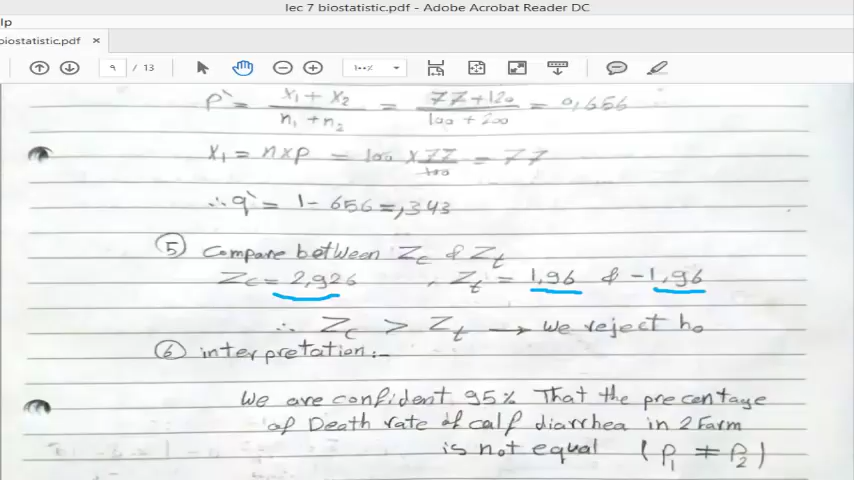 lec 7 biostatistic.pdf - Adobe Acrobat Reader DC
lp
biostatistic.pdf ×
٩ / 13
١٠٠%
p` = x₁ + x₂ / n₁ + n₂ = 77 + 120 / 100 + 200 = 0,656
x₁ = n×p = 100 × 77 / 100 = 77
∴ q` = 1- 656 = ,343
⑤ Compare between Zc & Zt
Zc = 2,926 , Zt = 1,96 & -1,96
∴ Zc > Zt → we reject ho
⑥ interpretation:-
We are confident 95% That the precentage
of Death rate of calf diarrhea in 2 Farm
is not equal ( P₁ ≠ P₂ )